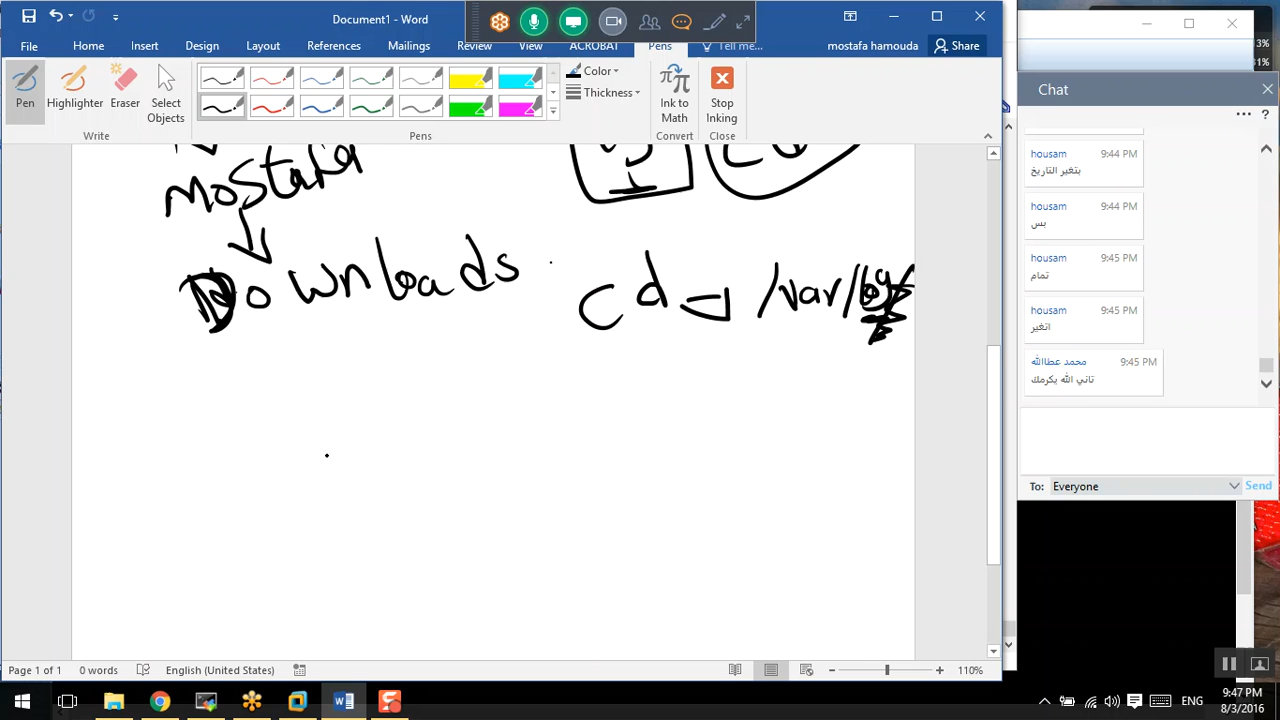 Document1 - Word
File Home Insert Design Layout References Mailings Review View ACROBAT Pens Tell me... mostafa hamouda Share
Pen Highlighter Eraser Select Objects
Color Thickness
Ink to Math Stop Inking
Write Pens Convert Close
mostafa
Downloads
cd /var/
Page 1 of 1 0 words English (United States) 110%
Chat
housam 9:44 PM
بتغير التاريخ
housam 9:44 PM
بس
housam 9:45 PM
تمام
housam 9:45 PM
اتغير
محمد عطاالله 9:45 PM
تاني الله يكرمك
To: Everyone Send
ENG 9:47 PM
8/3/2016